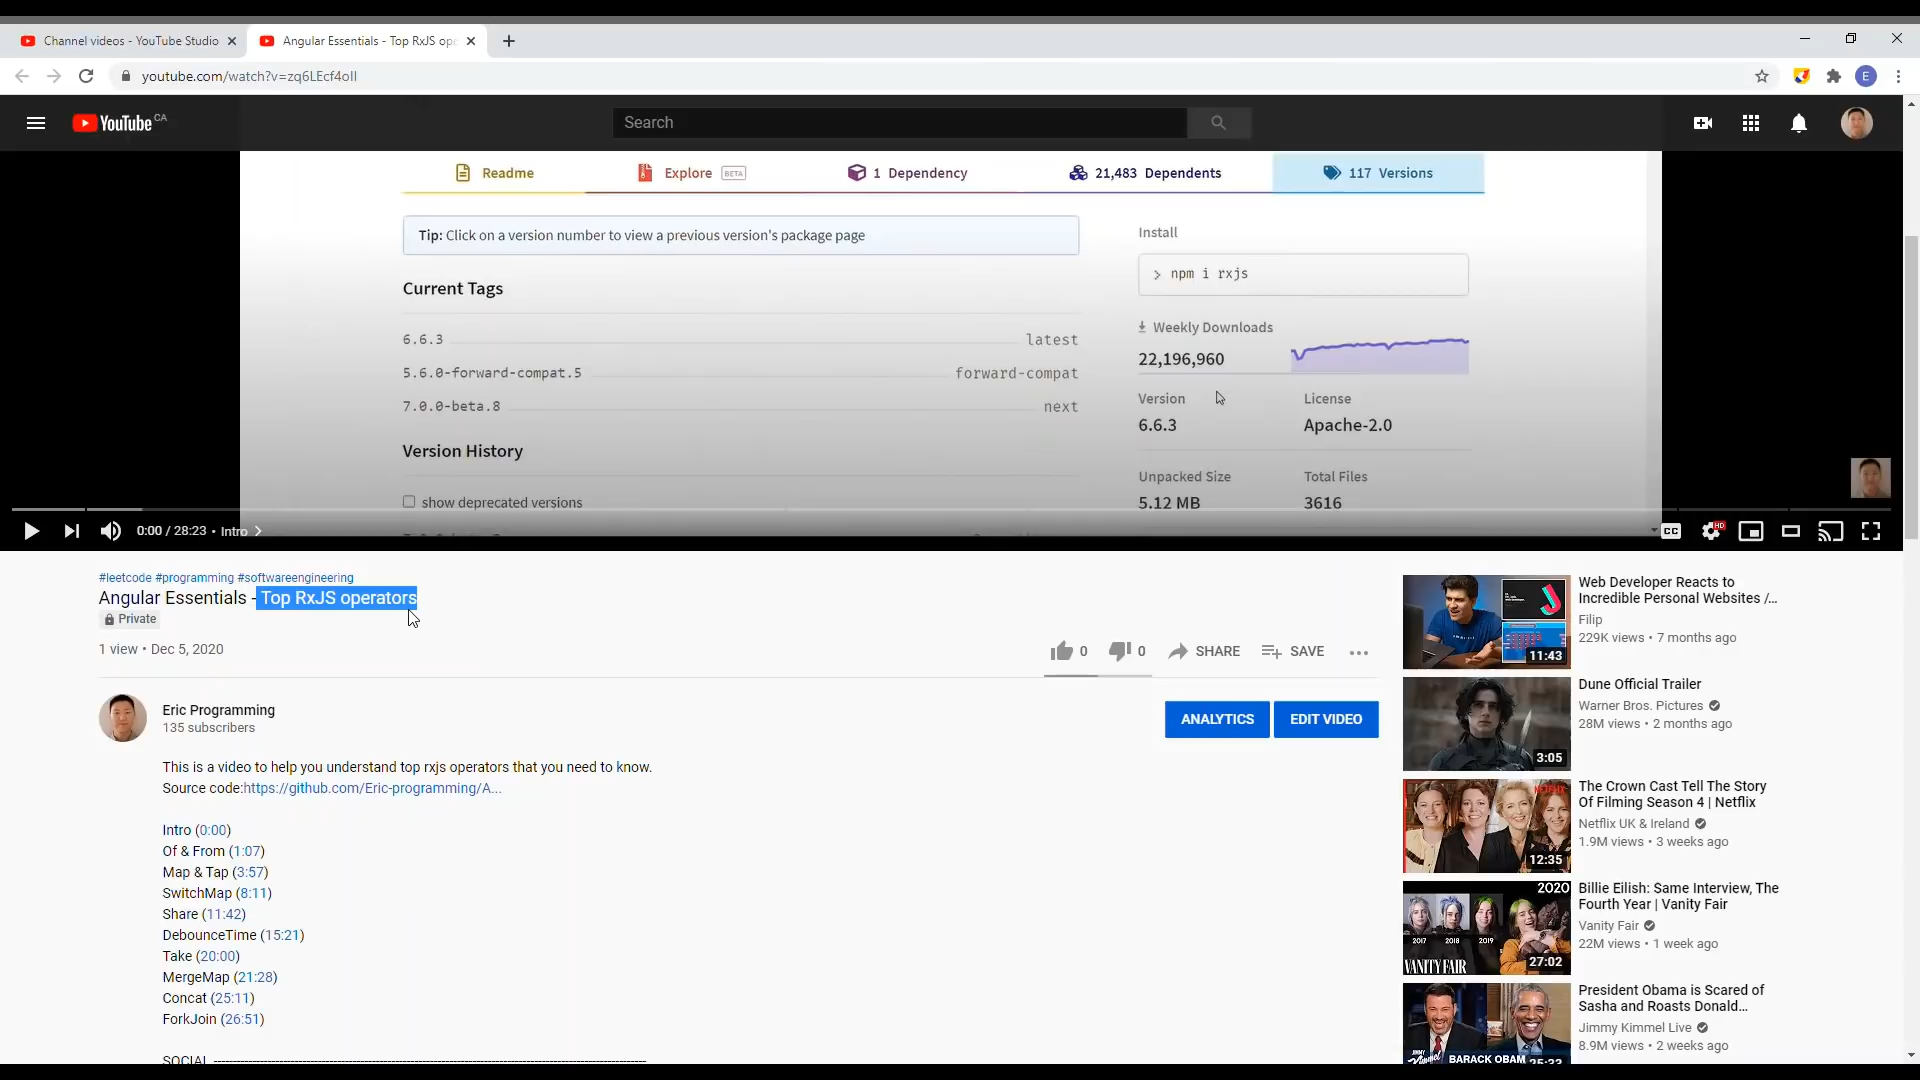 Channel videos - YouTube Studio
Angular Essentials - Top RxJS ope
youtube.com/watch?v=zq6LEcf4oII
E
YouTube CA
Search
Readme
Explore BETA
1 Dependency
21,483 Dependents
117 Versions
Tip: Click on a version number to view a previous version's package page
Current Tags
6.6.3 latest
5.6.0-forward-compat.5 forward-compat
7.0.0-beta.8 next
Version History
show deprecated versions
Install
> npm i rxjs
Weekly Downloads
22,196,960
Version License
6.6.3 Apache-2.0
Unpacked Size Total Files
5.12 MB 3616
0:00 / 28:23 • Intro
CC
HD
#leetcode #programming #softwareengineering
Angular Essentials - Top RxJS operators
Private
1 view • Dec 5, 2020
0 0 SHARE SAVE
Eric Programming
135 subscribers
ANALYTICS
EDIT VIDEO
This is a video to help you understand top rxjs operators that you need to know.
Source code:https://github.com/Eric-programming/A...
Intro (0:00)
Of & From (1:07)
Map & Tap (3:57)
SwitchMap (8:11)
Share (11:42)
DebounceTime (15:21)
Take (20:00)
MergeMap (21:28)
Concat (25:11)
ForkJoin (26:51)
SOCIAL
11:43
Web Developer Reacts to
Incredible Personal Websites /...
Filip
229K views • 7 months ago
3:05
Dune Official Trailer
Warner Bros. Pictures
28M views • 2 months ago
12:35
The Crown Cast Tell The Story
Of Filming Season 4 | Netflix
Netflix UK & Ireland
1.9M views • 3 weeks ago
2020
2017 2018 2019
VANITY FAIR
27:02
Billie Eilish: Same Interview, The
Fourth Year | Vanity Fair
Vanity Fair
22M views • 1 week ago
BARACK OBAM
President Obama is Scared of
Sasha and Roasts Donald...
Jimmy Kimmel Live
8.9M views • 2 weeks ago